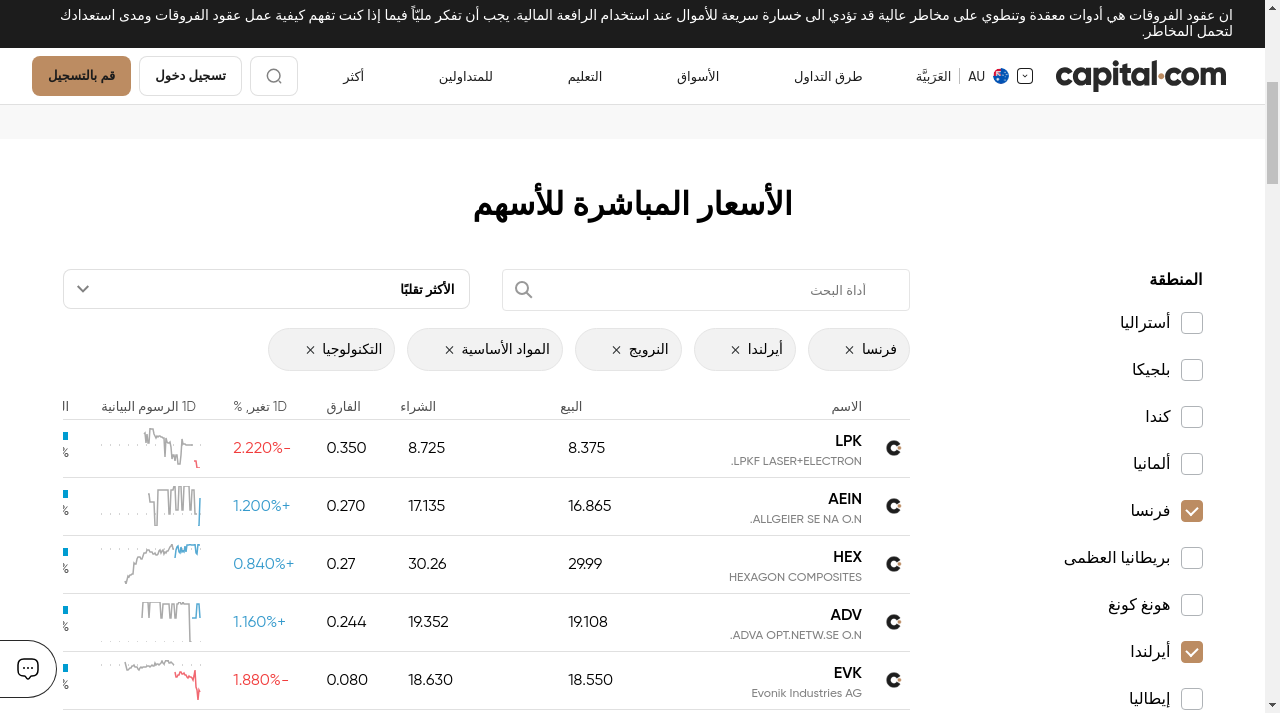 ان عقود الفروقات هي أدوات معقدة وتنطوي على مخاطر عالية قد تؤدي الى خسارة سريعة للأموال عند استخدام الرافعة المالية. يجب أن تفكر مليّاً فيما إذا كنت تفهم كيفية عمل عقود الفروقات ومدى استعدادك
لتحمل المخاطر.
capital.com
AU
العَرَبيَّة
طرق التداول
الأسواق
التعليم
للمتداولين
أكثر
تسجيل دخول
قم بالتسجيل
الأسعار المباشرة للأسهم
المنطقة
أستراليا
بلجيكا
كندا
ألمانيا
فرنسا
بريطانيا العظمى
هونغ كونغ
أيرلندا
إيطاليا
أداة البحث
الأكثر تقلبًا
فرنسا
أيرلندا
النرويج
المواد الأساسية
التكنولوجيا
الاسم البيع الشراء الفارق 1D تغير, % 1D الرسوم البيانية
LPK 8.375 8.725 0.350 -2.220%
LPKF LASER+ELECTRON.
AEIN 16.865 17.135 0.270 +1.200%
ALLGEIER SE NA O.N.
HEX 29.99 30.26 0.27 +0.840%
HEXAGON COMPOSITES
ADV 19.108 19.352 0.244 +1.160%
ADVA OPT.NETW.SE O.N.
EVK 18.550 18.630 0.080 -1.880%
Evonik Industries AG